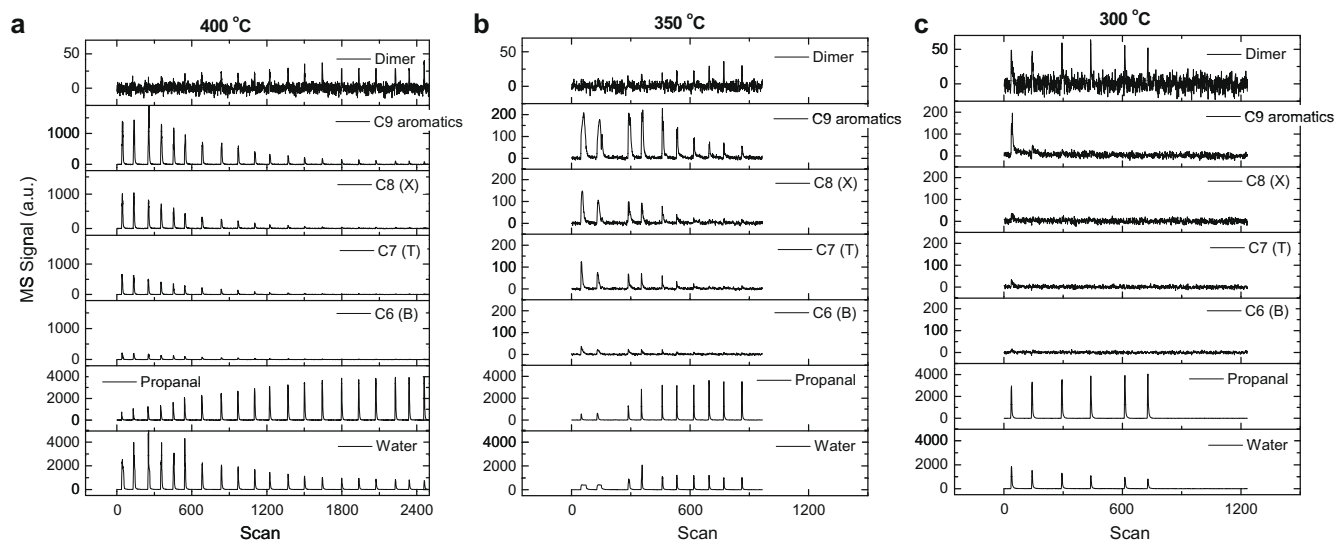 a
400 °C
MS Signal (a.u.)
50
0
Dimer
1000
0
C9 aromatics
1000
0
C8 (X)
1000
0
C7 (T)
1000
0
C6 (B)
4000
2000
0
Propanal
4000
2000
0
Water
0 600 1200 1800 2400
Scan
b
350 °C
50
0
Dimer
200
100
0
C9 aromatics
200
100
0
C8 (X)
200
100
0
C7 (T)
200
100
0
C6 (B)
4000
2000
0
Propanal
4000
2000
0
Water
0 600 1200
Scan
c
300 °C
50
0
Dimer
200
100
0
C9 aromatics
200
100
0
C8 (X)
200
100
0
C7 (T)
200
100
0
C6 (B)
4000
2000
0
Propanal
4000
2000
0
Water
0 600 1200
Scan